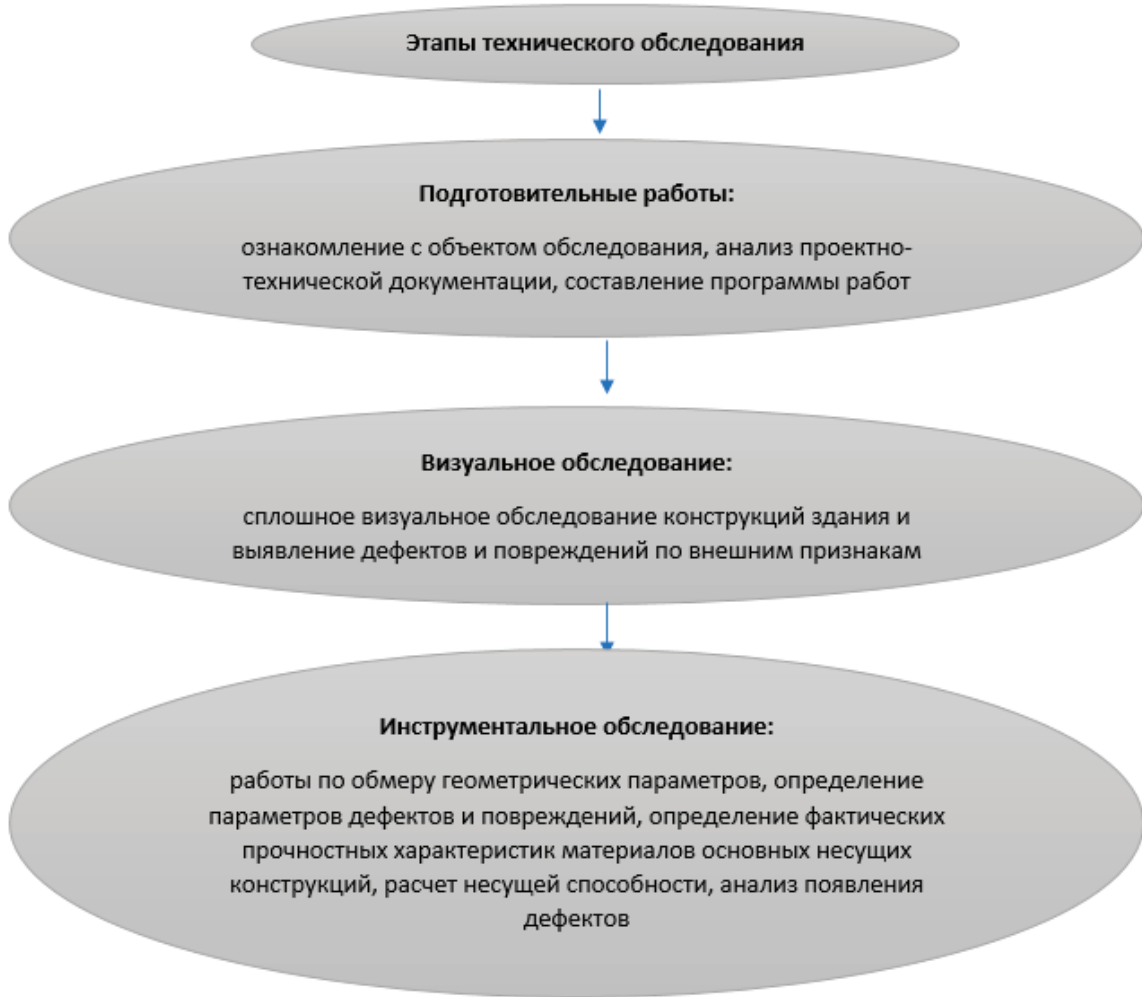 Этапы технического обследования
Подготовительные работы:
ознакомление с объектом обследования, анализ проектно-
технической документации, составление программы работ
Визуальное обследование:
сплошное визуальное обследование конструкций здания и
выявление дефектов и повреждений по внешним признакам
Инструментальное обследование:
работы по обмеру геометрических параметров, определение
параметров дефектов и повреждений, определение фактических
прочностных характеристик материалов основных несущих
конструкций, расчет несущей способности, анализ появления
дефектов